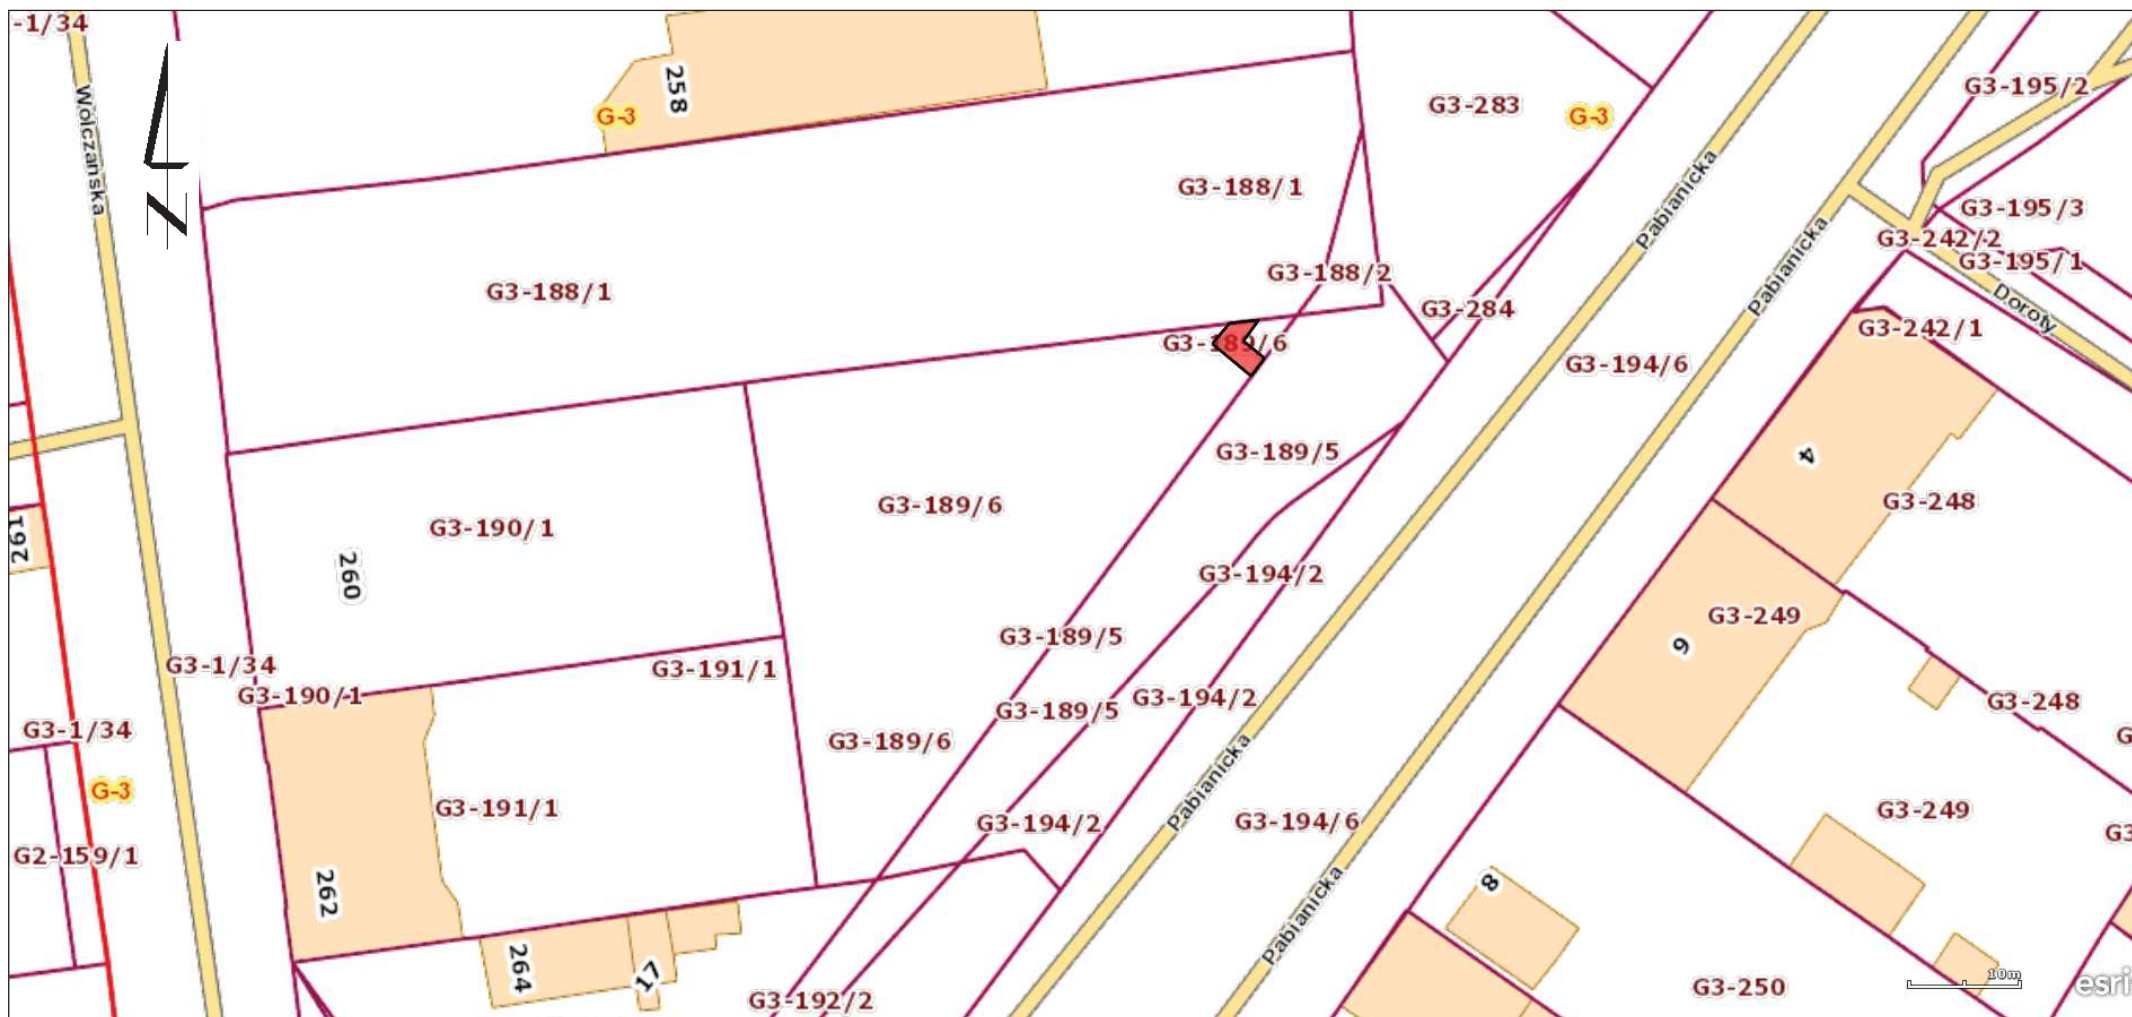 -1/34
Wólczańska
N
258
G-3
G3-283
G-3
G3-195/2
G3-188/1
G3-195/3
G3-242/2
G3-195/1
Doroty
Pabianicka
Pabianicka
G3-188/1
G3-188/2
G3-284
G3-242/1
G3-189/6
G3-194/6
G3-189/5
4
G3-189/6
G3-248
G3-190/1
261
260
G3-194/2
G3-189/5
G3-249
6
G3-1/34
G3-191/1
G3-190/1
G3-194/2
G3-248
G3-189/5
G3-1/34
G
G3-189/6
Pabianicka
G-3
G3-191/1
G3-194/2
G3-194/6
G3-249
G3
G2-159/1
262
8
Pabianicka
264
17
10m
esri
G3-192/2
G3-250